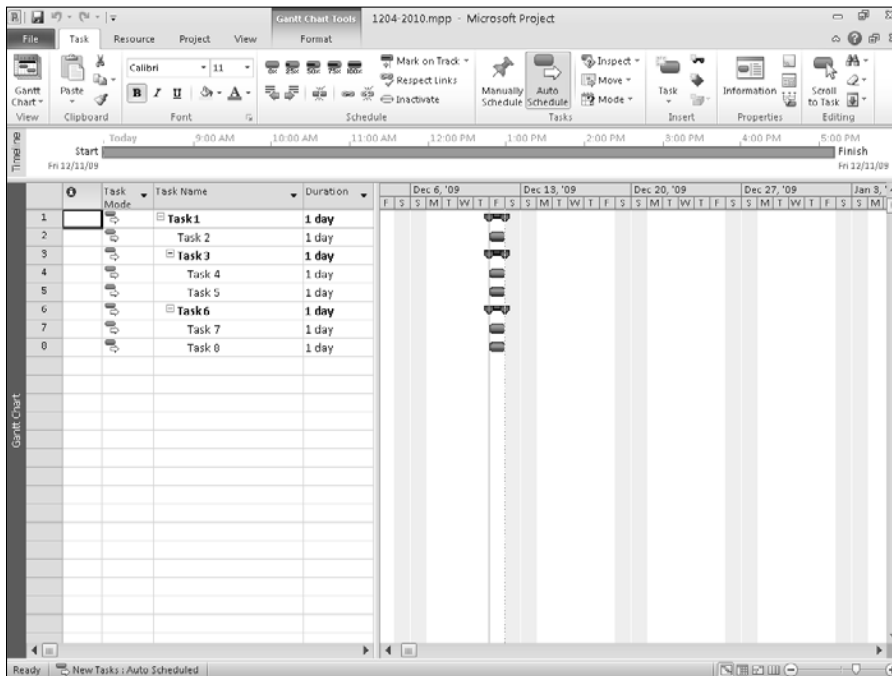 Gantt Chart Tools 1204-2010.mpp - Microsoft Project
File Task Resource Project View Format
Calibri 11
Mark on Track
Respect Links
Inactivate
Inspect
Move
Mode
0% 25% 50% 75% 100%
B I U A
Gantt Chart
Paste
Manually Schedule
Auto Schedule
Task
Information
Scroll to Task
View Clipboard Font Schedule Tasks Insert Properties Editing
Timeline
Today 9:00 AM 10:00 AM 11:00 AM 12:00 PM 1:00 PM 2:00 PM 3:00 PM 4:00 PM 5:00 PM
Start Finish
Fri 12/11/09 Fri 12/11/09
Task Mode Task Name Duration
Dec 6, '09 Dec 13, '09 Dec 20, '09 Dec 27, '09 Jan 3, '
F S S M T W T F S S M T W T F S S M T W T F S S M T W T F S S M
1 Task 1 1 day
2 Task 2 1 day
3 Task 3 1 day
4 Task 4 1 day
5 Task 5 1 day
6 Task 6 1 day
7 Task 7 1 day
8 Task 8 1 day
Gantt Chart
Ready New Tasks : Auto Scheduled